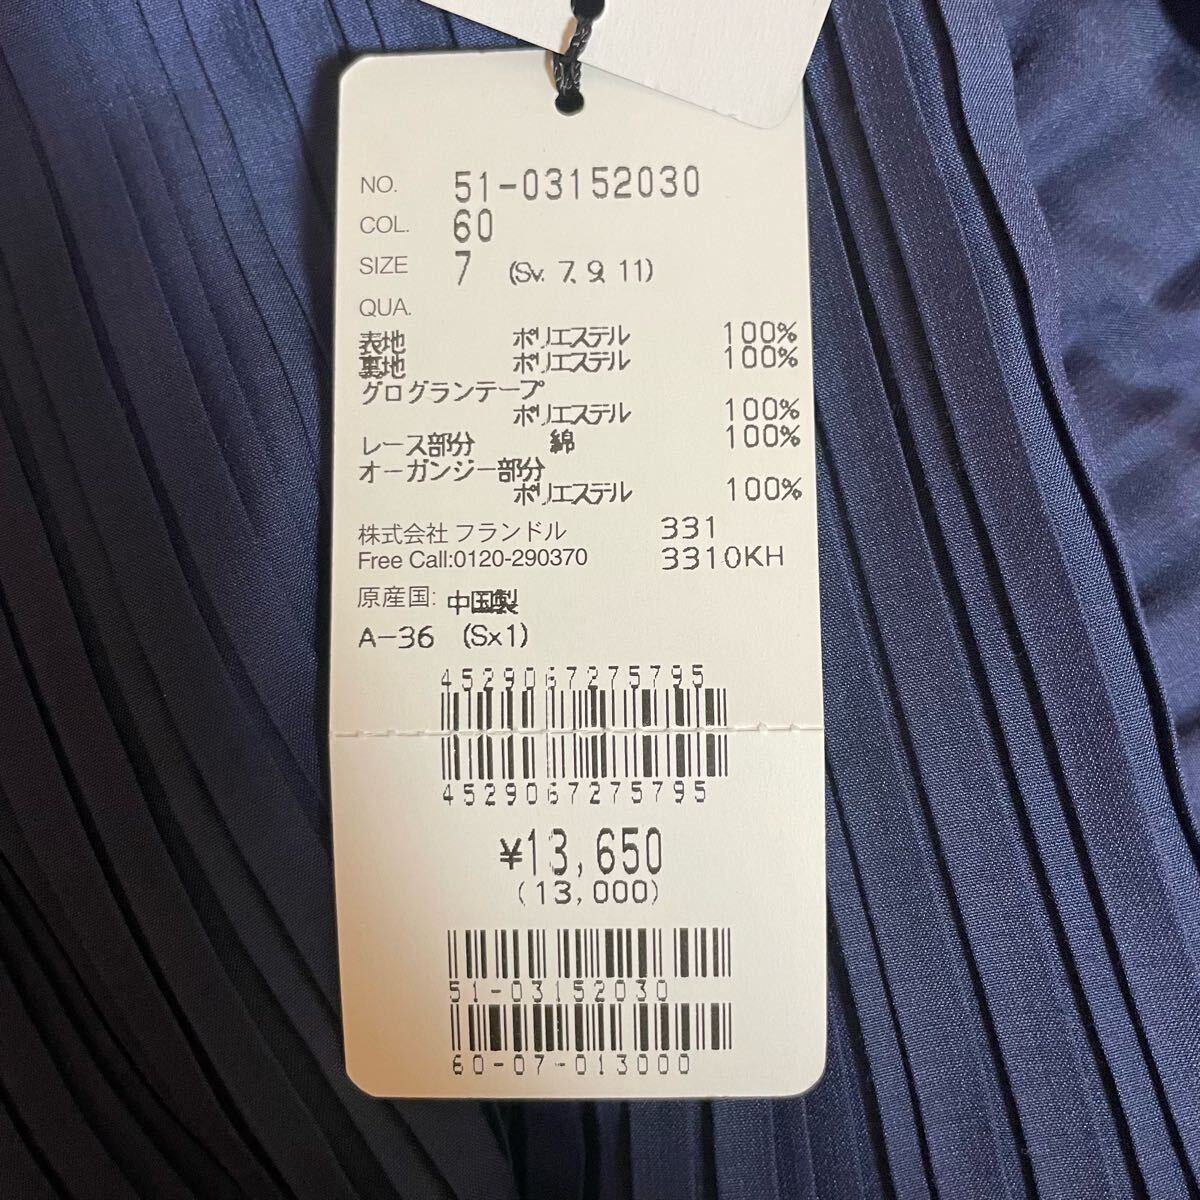 NO. 51-03152030
COL. 60
SIZE 7 (Sv. 7, 9, 11)
QUA.
表地 ポリエステル 100%
裏地 ポリエステル 100%
グログランテープ
ポリエステル 100%
レース部分 綿 100%
オーガンジー部分
ポリエステル 100%
株式会社 フランドル 331
Free Call:0120-290370 3310KH
原産国: 中国製
A-36 (Sx1)
4529067275795
4529067275795
¥13,650
(13,000)
51-03152030
60-07-013000